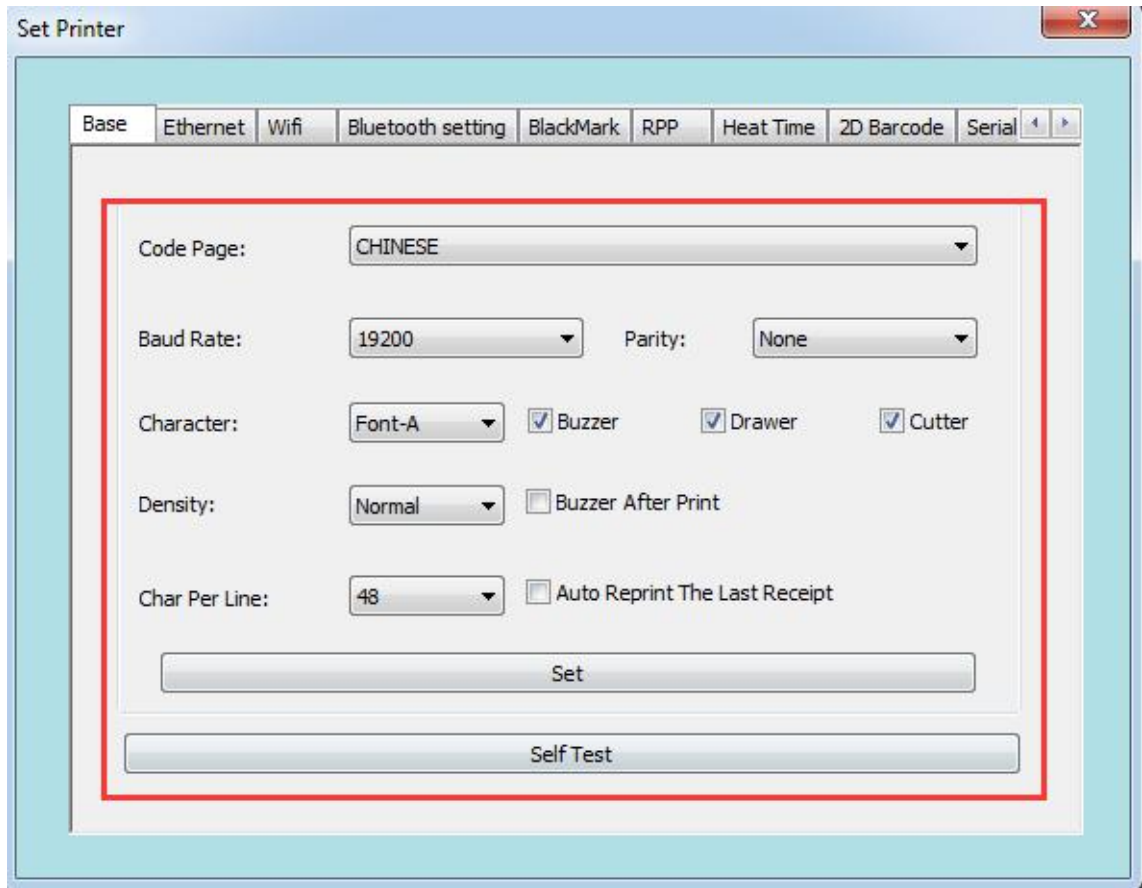 Set Printer
Base Ethernet Wifi Bluetooth setting BlackMark RPP Heat Time 2D Barcode Serial
Code Page: CHINESE
Baud Rate: 19200 Parity: None
Character: Font-A Buzzer Drawer Cutter
Density: Normal Buzzer After Print
Char Per Line: 48 Auto Reprint The Last Receipt
Set
Self Test